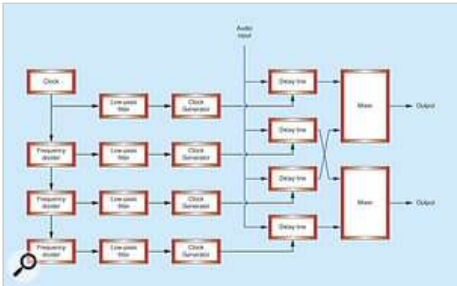 Audio
input
Clock
Low-pass
filter
Clock
Generator
Delay line
Mixer
Output
Frequency
divider
Low-pass
filter
Clock
Generator
Delay line
Frequency
divider
Low-pass
filter
Clock
Generator
Delay line
Mixer
Output
Frequency
divider
Low-pass
filter
Clock
Generator
Delay line